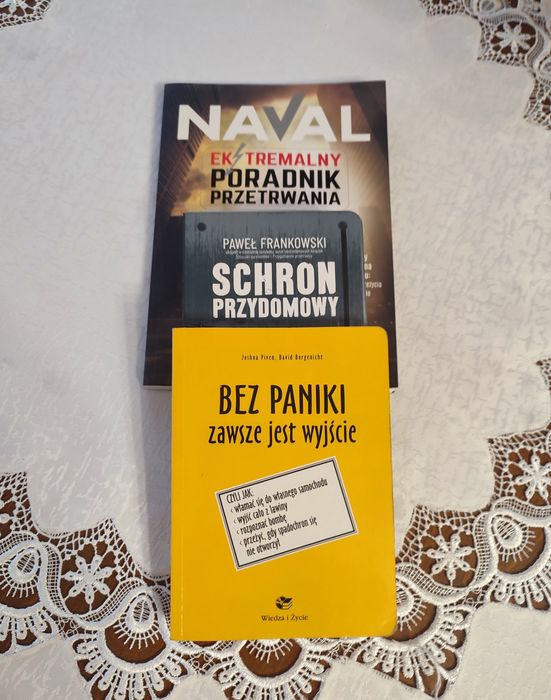 NAVAL
EKSTREMALNY
PORADNIK
PRZETRWANIA
PAWEŁ FRANKOWSKI
SCHRON
PRZYDOMOWY
Joshua Piven, David Borgenicht
BEZ PANIKI
zawsze jest wyjście
CZYLI JAK:
‹ włamać się do własnego samochodu
‹ wyjść cało z lawiny
‹ rozpoznać bombę
‹ przeżyć, gdy spadochron się
nie otworzył
Wiedza i Życie